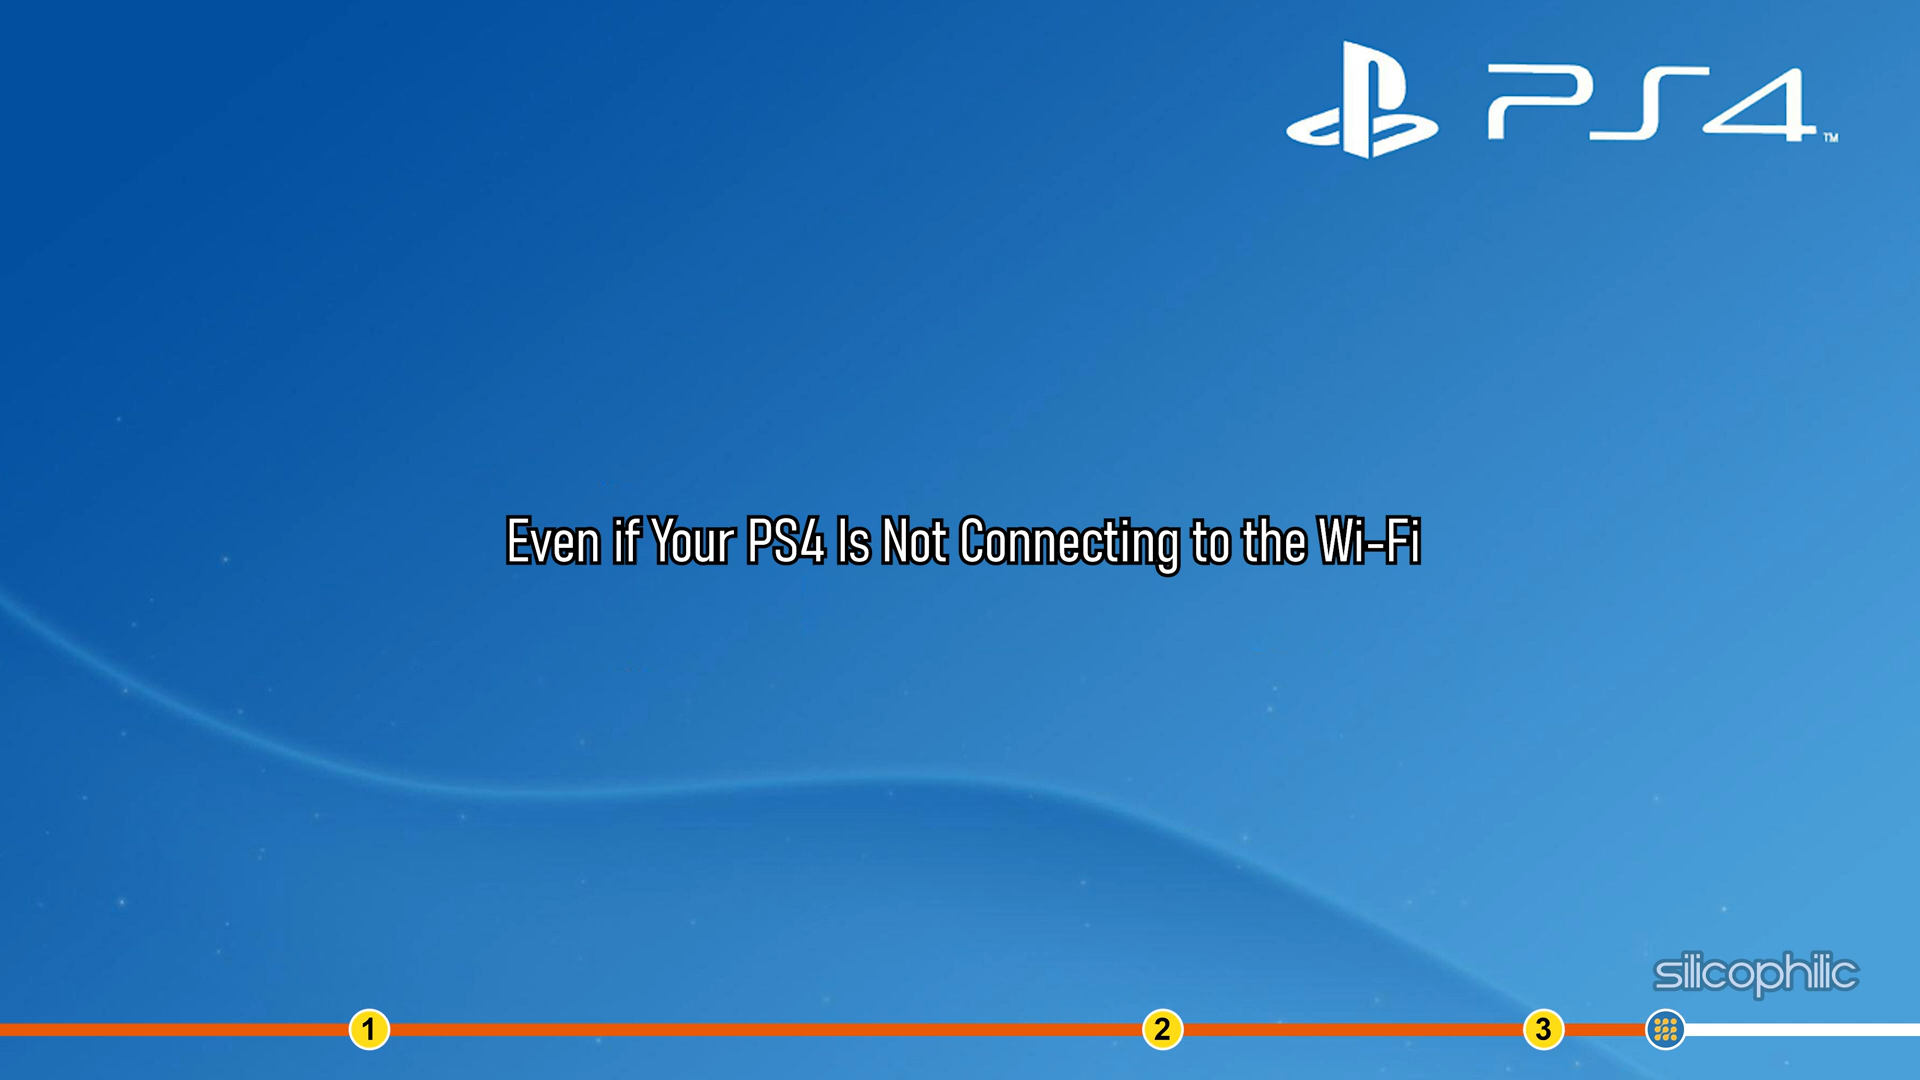 PS4™
Even if Your PS4 Is Not Connecting to the Wi-Fi
silicophilic
1 2 3